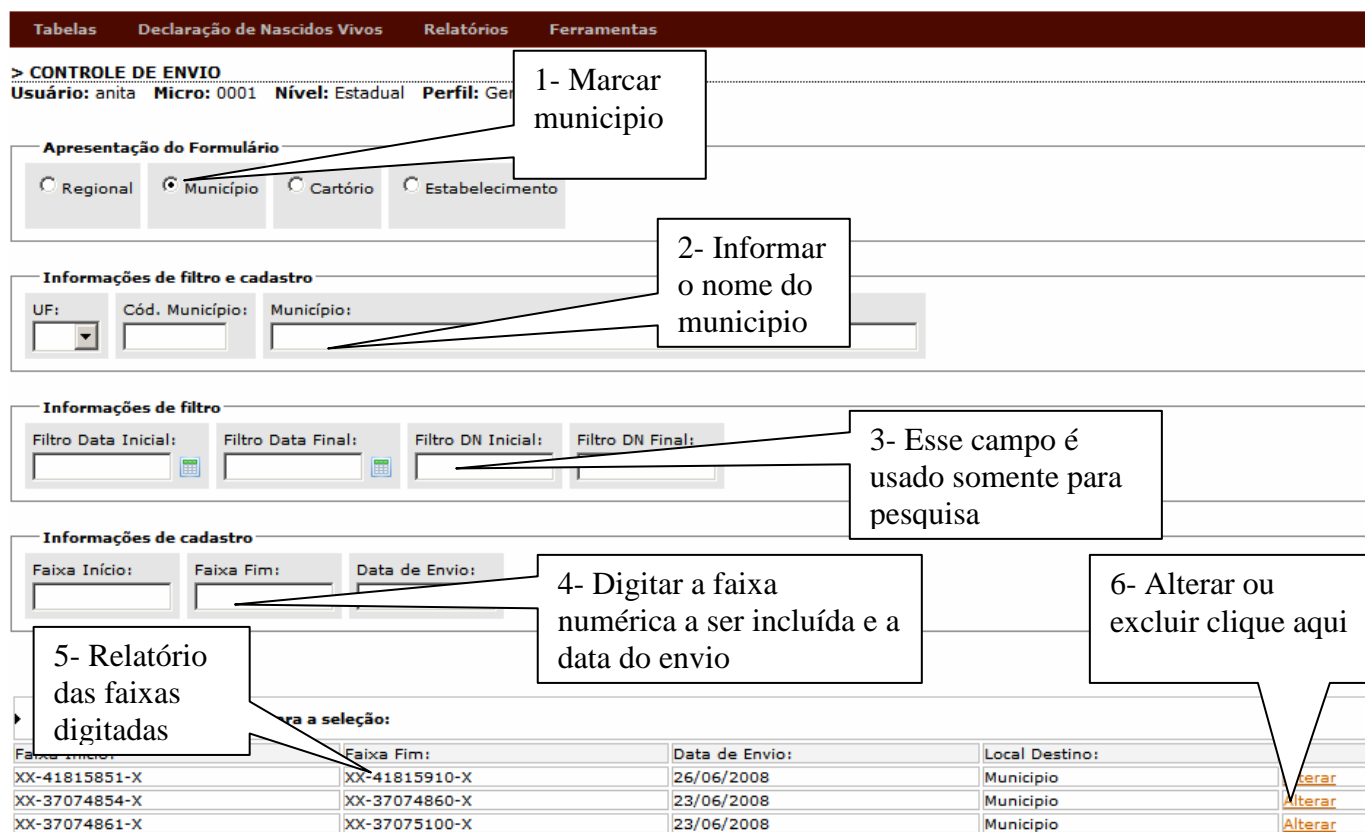 Tabelas Declaração de Nascidos Vivos Relatórios Ferramentas
> CONTROLE DE ENVIO
Usuário: anita Micro: 0001 Nível: Estadual Perfil: Ger
1- Marcar
municipio
Apresentação do Formulário
Regional Município Cartório Estabelecimento
2- Informar
o nome do
municipio
Informações de filtro e cadastro
UF: Cód. Município: Município:
Informações de filtro
Filtro Data Inicial: Filtro Data Final: Filtro DN Inicial: Filtro DN Final:
3- Esse campo é
usado somente para
pesquisa
Informações de cadastro
Faixa Início: Faixa Fim: Data de Envio:
4- Digitar a faixa
numérica a ser incluída e a
data do envio
6- Alterar ou
excluir clique aqui
5- Relatório
das faixas
digitadas
para a seleção:
Faixa Início: Faixa Fim: Data de Envio: Local Destino:
XX-41815851-X XX-41815910-X 26/06/2008 Municipio Alterar
XX-37074854-X XX-37074860-X 23/06/2008 Municipio Alterar
XX-37074861-X XX-37075100-X 23/06/2008 Municipio Alterar